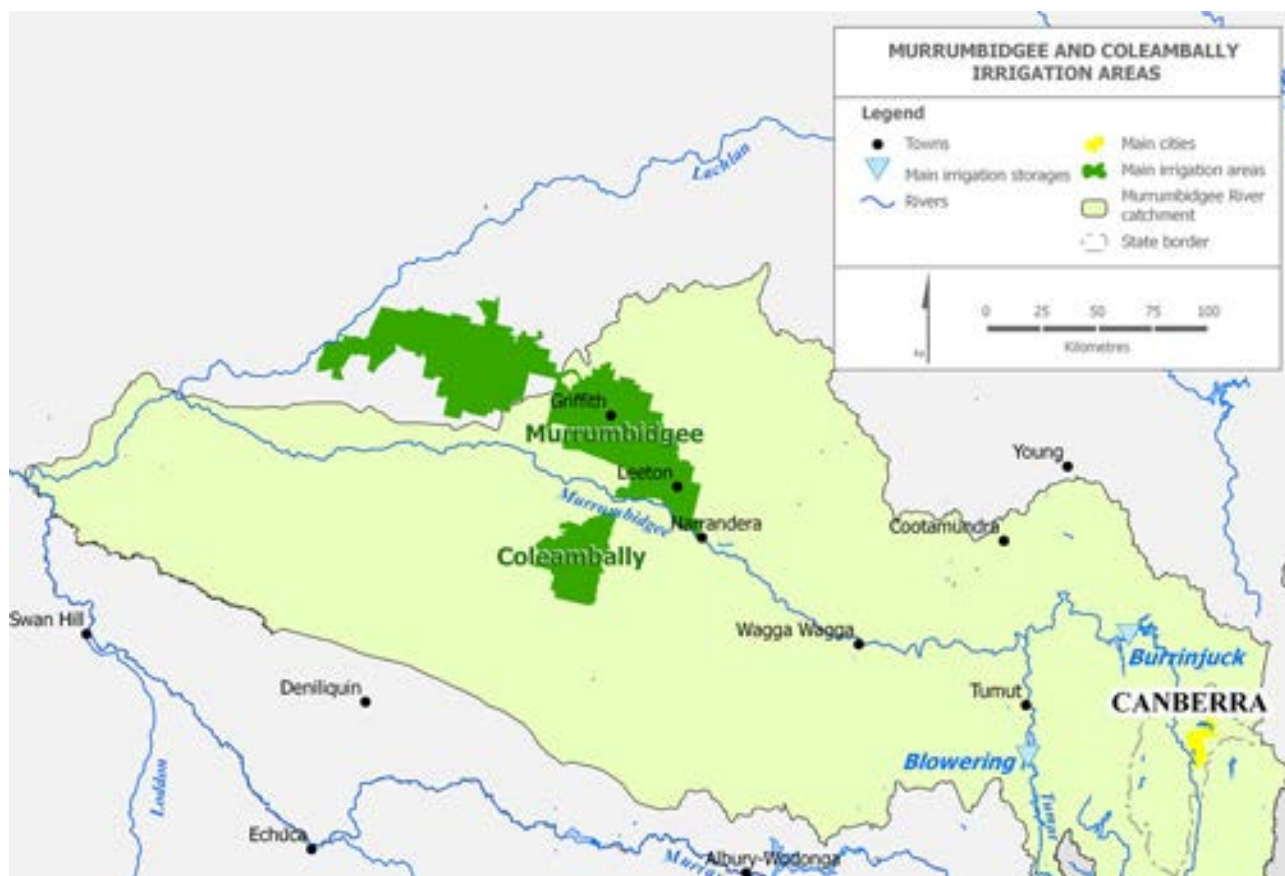 MURRUMBIDGEE AND COLEAMBALLY
IRRIGATION AREAS
Legend
Towns
Main irrigation storages
Rivers
Main cities
Main irrigation areas
Murrumbidgee River
catchment
State border
0 25 50 75 100
Kilometres
Lachlan
Griffith
Murrumbidgee
Leeton
Murrumbidgee
Narrandera
Coleambally
Young
Cootamundra
Swan Hill
Wagga Wagga
Burrinjuck
Deniliquin
Tumut
CANBERRA
Blowering
Tumut
Loddon
Echuca
Albury-Wodonga